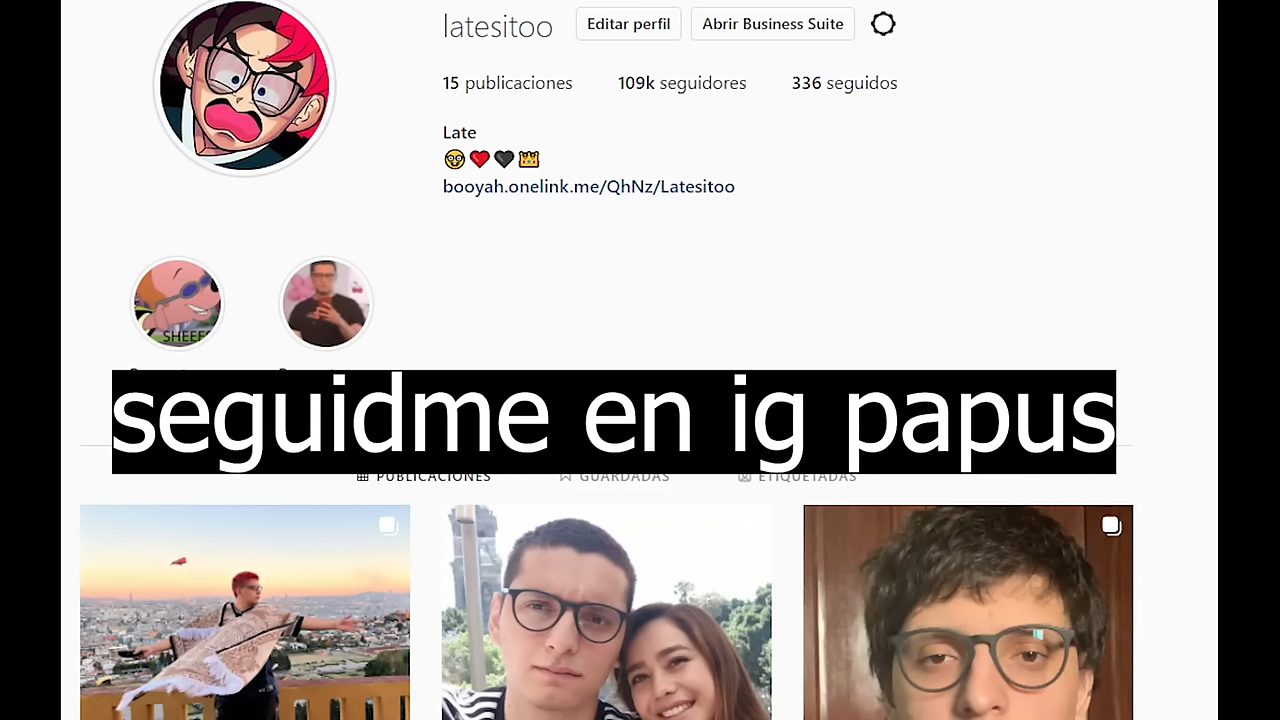 latesitoo Editar perfil Abrir Business Suite
15 publicaciones 109k seguidores 336 seguidos
Late
booyah.onelink.me/QhNz/Latesitoo
SHEEE
seguidme en ig papus
PUBLICACIONES GUARDADAS ETIQUETADAS